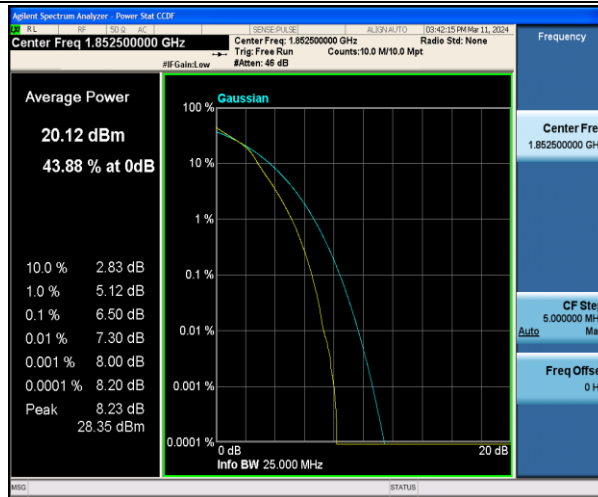 Agilent Spectrum Analyzer - Power Stat CCDF
RL RF 50 Ω AC SENSE:PULSE ALIGN AUTO 03:42:15 PM Mar 11, 2024
Center Freq 1.852500000 GHz
Center Freq: 1.852500000 GHz Radio Std: None
Trig: Free Run Counts:10.0 M/10.0 Mpt
#IFGain:Low #Atten: 46 dB
Frequency
Average Power
20.12 dBm
43.88 % at 0dB
10.0 % 2.83 dB
1.0 % 5.12 dB
0.1 % 6.50 dB
0.01 % 7.30 dB
0.001 % 8.00 dB
0.0001 % 8.20 dB
Peak 8.23 dB
28.35 dBm
Gaussian
100 %
10 %
1 %
0.1 %
0.01 %
0.001 %
0.0001 %
0 dB 20 dB
Info BW 25.000 MHz
Center Fre
1.852500000 GH
CF Ste
5.000000 MH
Auto Ma
Freq Offse
0 H
MSG STATUS